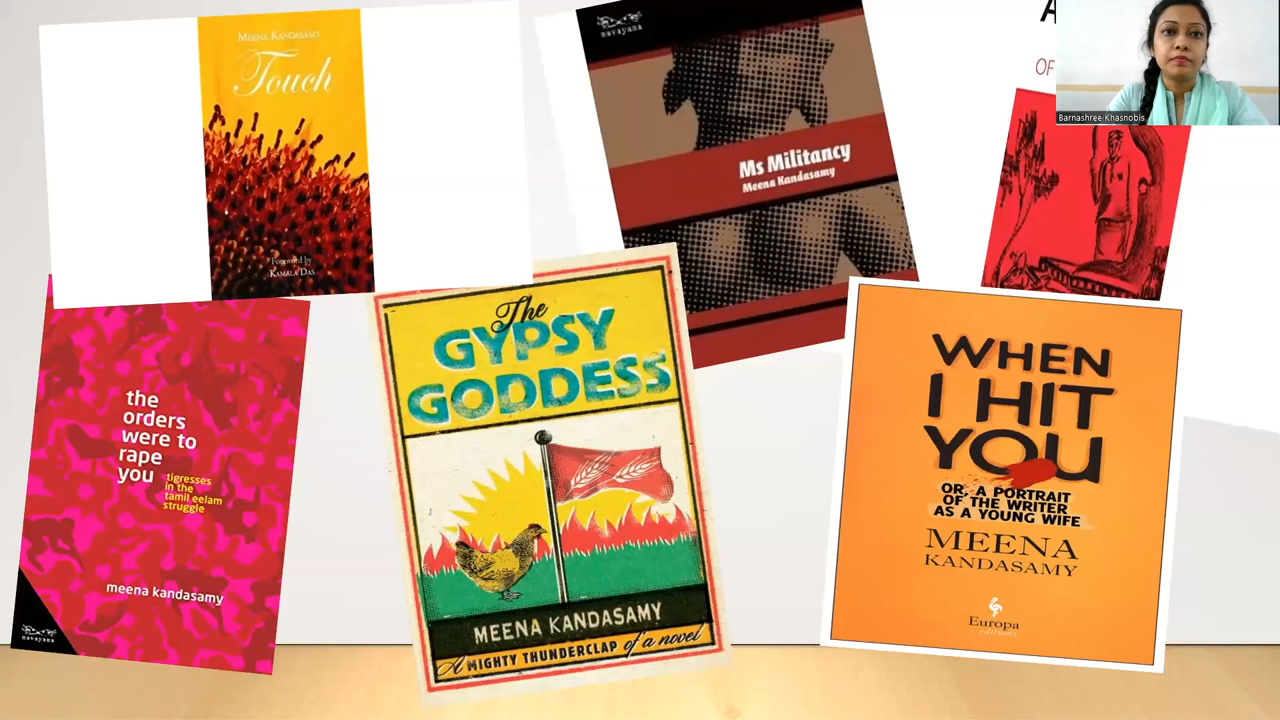 MEENA KANDASAMY
Touch
Foreword by
KAMALA DAS
navayana
Ms Militancy
Meena Kandasamy
A
OF
Barnashree Khasnobis
the
orders
were to
rape
you
tigresses
in the
tamil eelam
struggle
meena kandasamy
navayana
The
GYPSY
GODDESS
MEENA KANDASAMY
A MIGHTY THUNDERCLAP of a novel
WHEN
I HIT
YOU
OR, A PORTRAIT
OF THE WRITER
AS A YOUNG WIFE
MEENA
KANDASAMY
Europa
editions